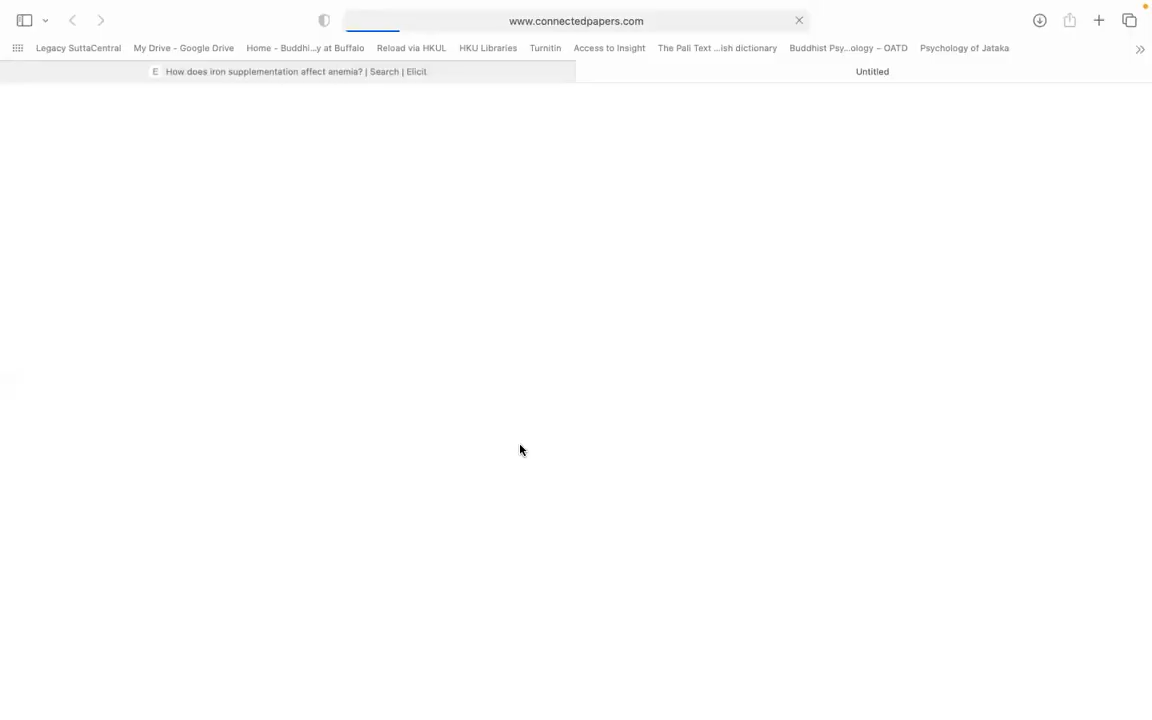 www.connectedpapers.com
Legacy SuttaCentral My Drive - Google Drive Home - Buddhi...y at Buffalo Reload via HKUL HKU Libraries Turnitin Access to Insight The Pali Text ...ish dictionary Buddhist Psy...ology – OATD Psychology of Jataka
E How does iron supplementation affect anemia? | Search | Elicit Untitled